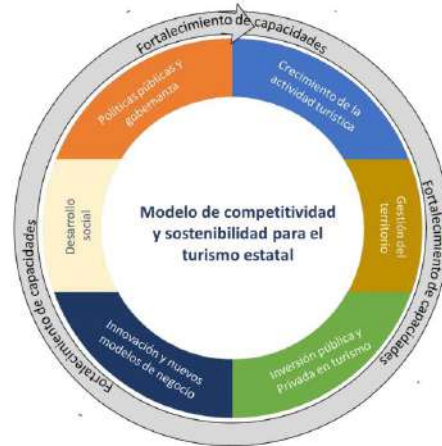 Fortalecimiento de capacidades
Políticas públicas y
gobernanza
Crecimiento de la
actividad turística
Desarrollo
social
Modelo de competitividad
y sostenibilidad para el
turismo estatal
Gestión del
territorio
Fortalecimiento de capacidades
Fortalecimiento de capacidades
Innovación y nuevos
modelos de negocio
Inversión pública y
Privada en turismo